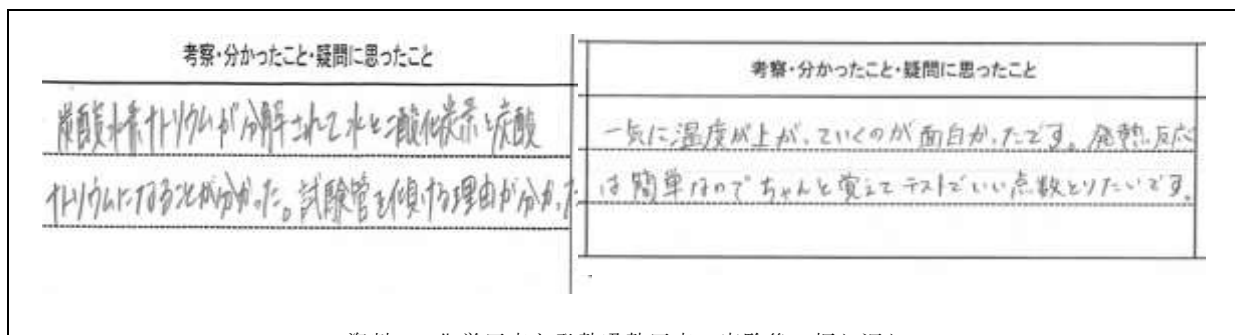 考察・分かったこと・疑問に思ったこと
炭酸水素ナトリウムが分解されて水と二酸化炭素と炭酸
ナトリウムになることが分かった。試験管を傾ける理由が分かった
考察・分かったこと・疑問に思ったこと
一気に温度が上がっていくのが面白かったです。発熱反応
は簡単なのでちゃんと覚えてテストでいい点数とりたいです。